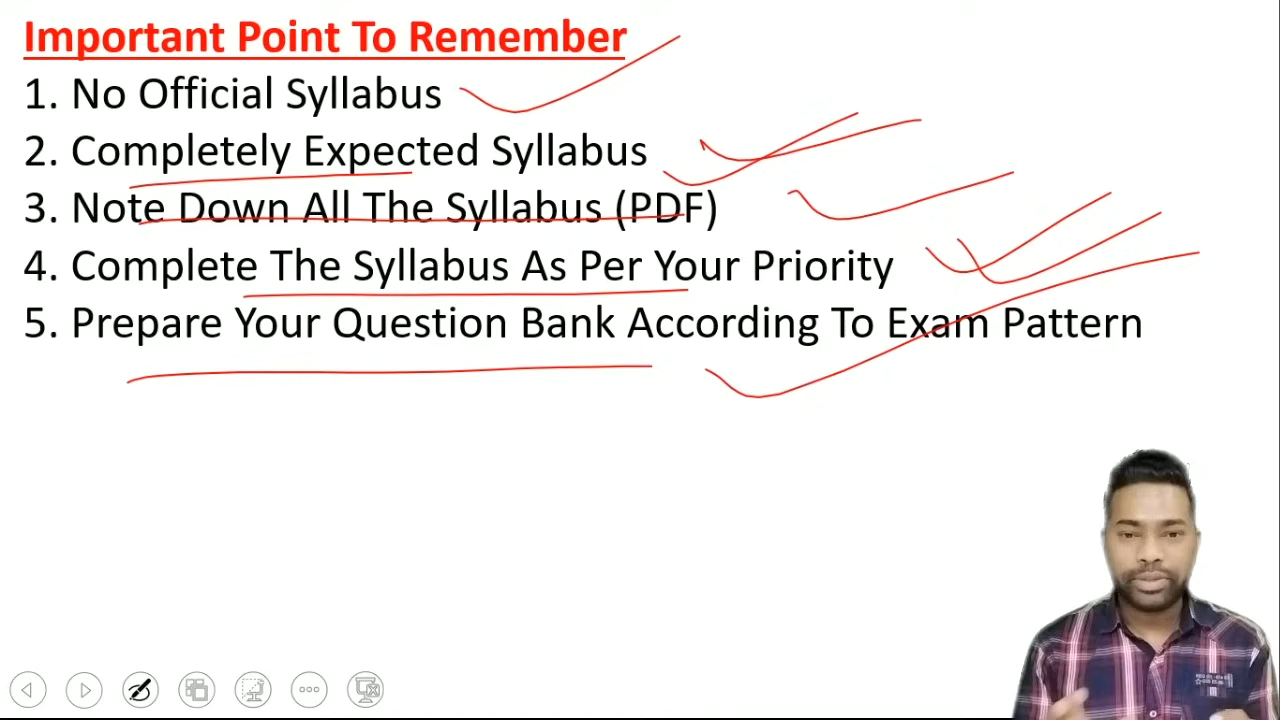 Important Point To Remember
1. No Official Syllabus
2. Completely Expected Syllabus
3. Note Down All The Syllabus (PDF)
4. Complete The Syllabus As Per Your Priority
5. Prepare Your Question Bank According To Exam Pattern